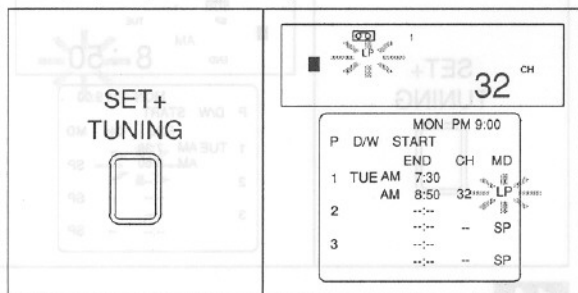 SET+
TUNING
LP
32 CH
MON PM 9:00
P D/W START
END CH MD
1 TUE AM 7:30
AM 8:50 32 LP
2 --:--
--:-- -- SP
3 --:--
--:-- -- SP